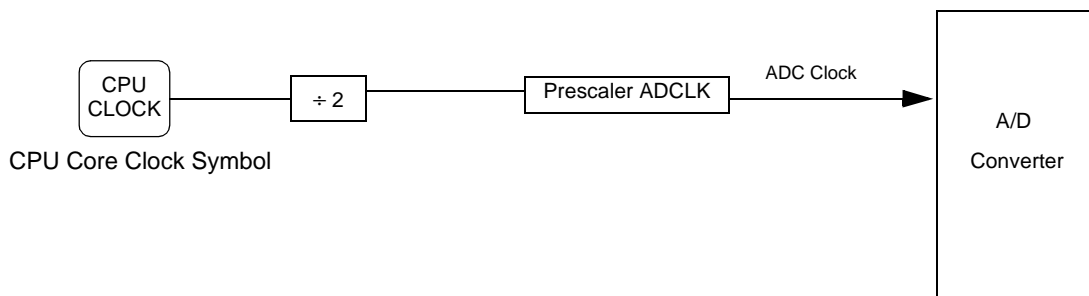 CPU
CLOCK
÷ 2
Prescaler ADCLK
ADC Clock
A/D
Converter
CPU Core Clock Symbol